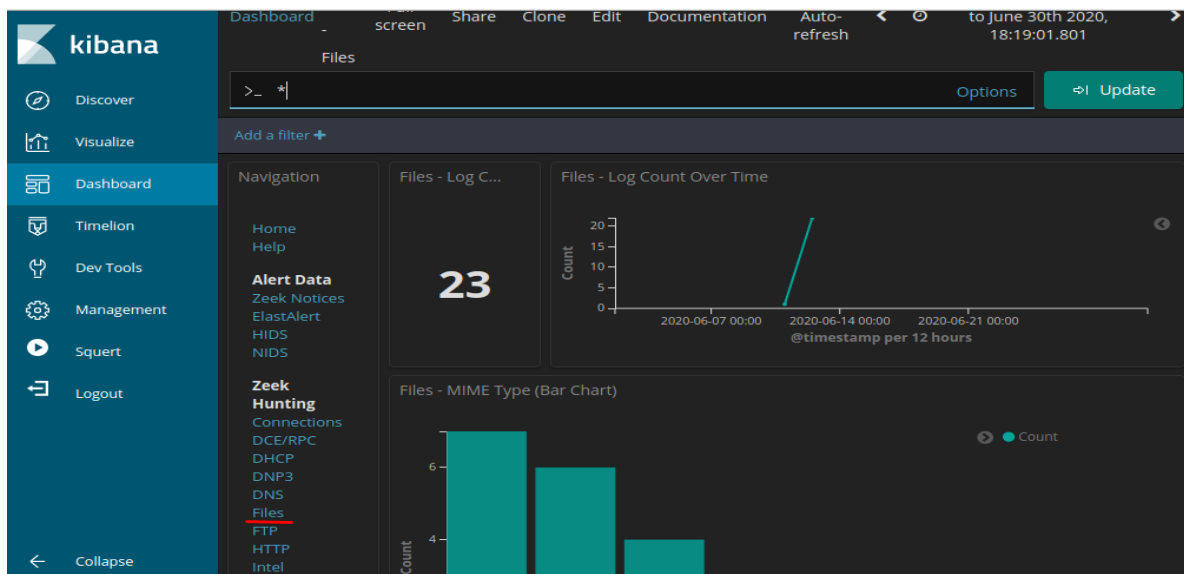 kibana
Discover
Visualize
Dashboard
Timelion
Dev Tools
Management
Squert
Logout
Collapse
Dashboard
-
Files
screen
Share
Clone
Edit
Documentation
Auto-
refresh
to June 30th 2020,
18:19:01.801
>_ *
Options
Update
Add a filter +
Navigation
Home
Help
Alert Data
Zeek Notices
ElastAlert
HIDS
NIDS
Zeek
Hunting
Connections
DCE/RPC
DHCP
DNP3
DNS
Files
FTP
HTTP
Intel
Files - Log C...
23
Files - Log Count Over Time
Count
20
15
10
5
0
2020-06-07 00:00
2020-06-14 00:00
2020-06-21 00:00
@timestamp per 12 hours
Files - MIME Type (Bar Chart)
Count
6
4
Count